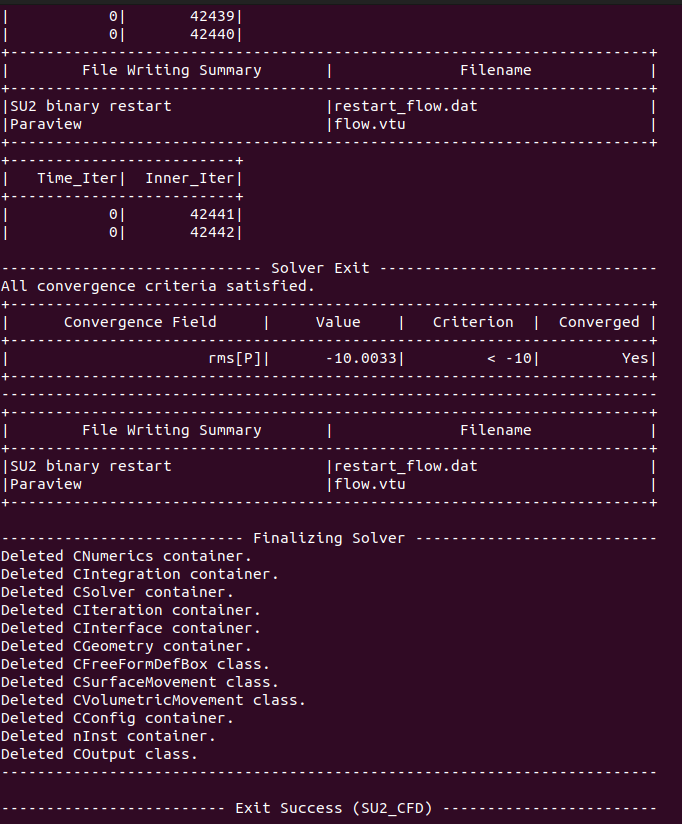 |           0|       42439|
|           0|       42440|
+-----------------------------------------------------------------------+
|        File Writing Summary       |              Filename             |
+-----------------------------------------------------------------------+
|SU2 binary restart                 |restart_flow.dat                   |
|Paraview                           |flow.vtu                           |
+-----------------------------------------------------------------------+
+-------------------------+
|   Time_Iter|  Inner_Iter|
+-------------------------+
|           0|       42441|
|           0|       42442|
----------------------------- Solver Exit -------------------------------
All convergence criteria satisfied.
+-----------------------------------------------------------------------+
|      Convergence Field     |     Value    |   Criterion  |  Converged |
+-----------------------------------------------------------------------+
|                      rms[P]|      -10.0033|         < -10|         Yes|
+-----------------------------------------------------------------------+
-------------------------------------------------------------------------
+-----------------------------------------------------------------------+
|        File Writing Summary       |              Filename             |
+-----------------------------------------------------------------------+
|SU2 binary restart                 |restart_flow.dat                   |
|Paraview                           |flow.vtu                           |
+-----------------------------------------------------------------------+
--------------------------- Finalizing Solver ---------------------------
Deleted CNumerics container.
Deleted CIntegration container.
Deleted CSolver container.
Deleted CIteration container.
Deleted CInterface container.
Deleted CGeometry container.
Deleted CFreeFormDefBox class.
Deleted CSurfaceMovement class.
Deleted CVolumetricMovement class.
Deleted CConfig container.
Deleted nInst container.
Deleted COutput class.
-------------------------------------------------------------------------
------------------------- Exit Success (SU2_CFD) ------------------------